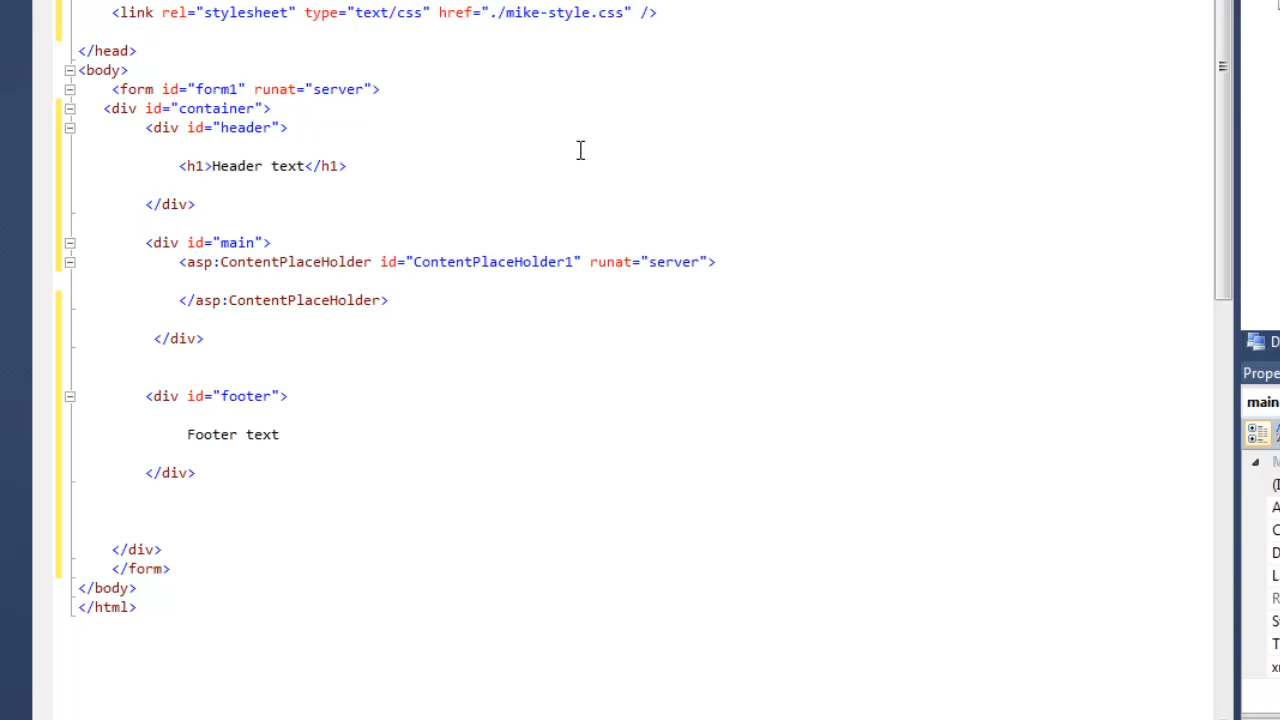 <link rel="stylesheet" type="text/css" href="./mike-style.css" />
</head>
<body>
<form id="form1" runat="server">
<div id="container">
<div id="header">
<h1>Header text</h1>
</div>
<div id="main">
<asp:ContentPlaceHolder id="ContentPlaceHolder1" runat="server">
</asp:ContentPlaceHolder>
</div>
<div id="footer">
Footer text
</div>
</div>
</form>
</body>
</html>
main